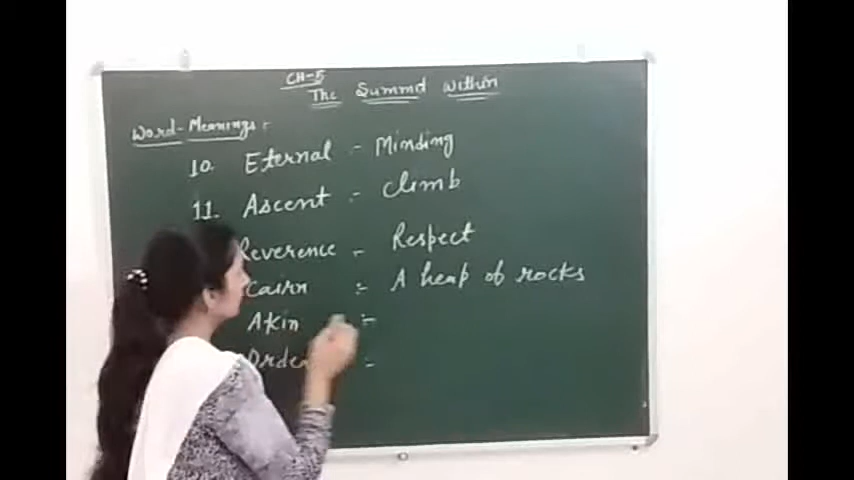 CH-5
The Summit Within
Word-Meanings:
10. Eternal :- Minding
11. Ascent :- Climb
Reverence :- Respect
Cairn :- A heap of rocks
Akin :-